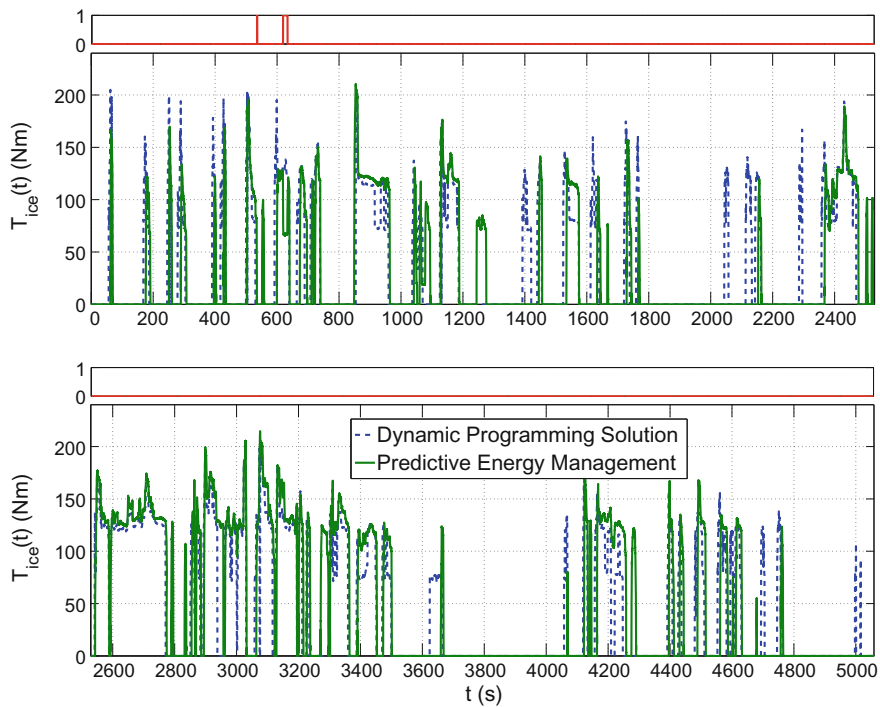 1
0
200
150
100
50
0
T_ice(t) (Nm)
0 200 400 600 800 1000 1200 1400 1600 1800 2000 2200 2400
1
0
200
150
100
50
0
T_ice(t) (Nm)
Dynamic Programming Solution
Predictive Energy Management
2600 2800 3000 3200 3400 3600 3800 4000 4200 4400 4600 4800 5000
t (s)